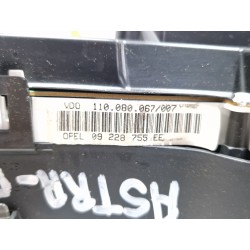 VDO 110.080.067/007
OPEL 09 228 755 EE
ASTRA-